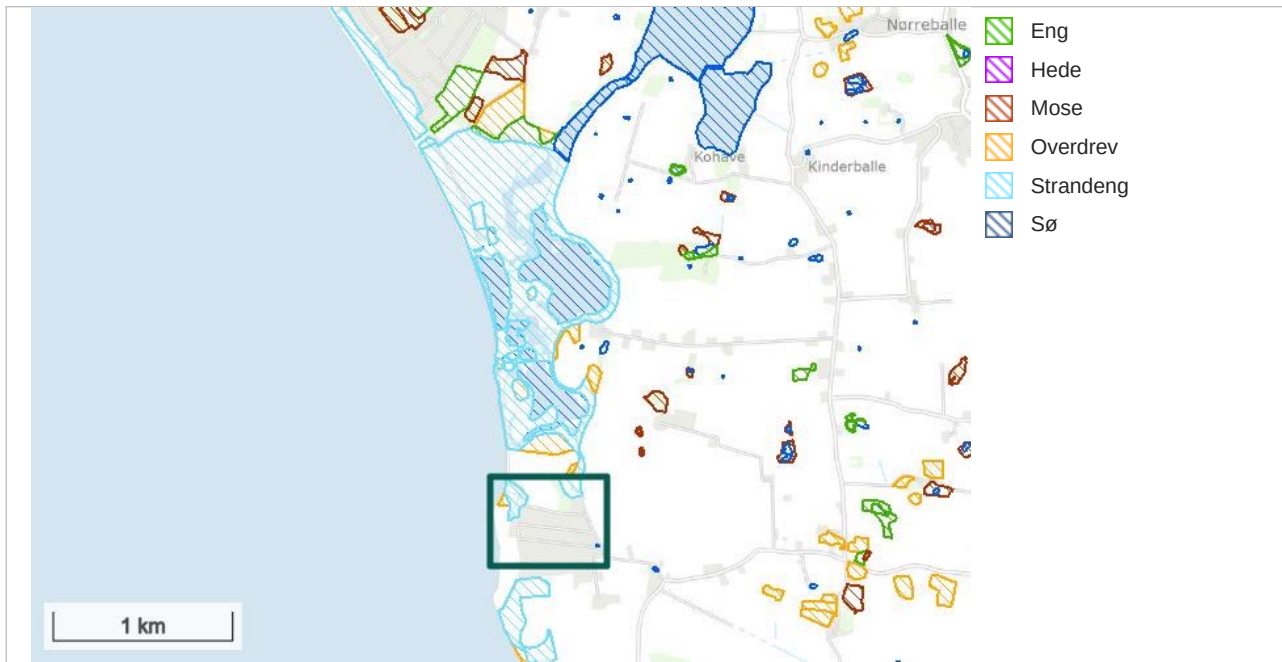 Nørreballe
Kohave
Kinderballe
1 km
Eng
Hede
Mose
Overdrev
Strandeng
Sø